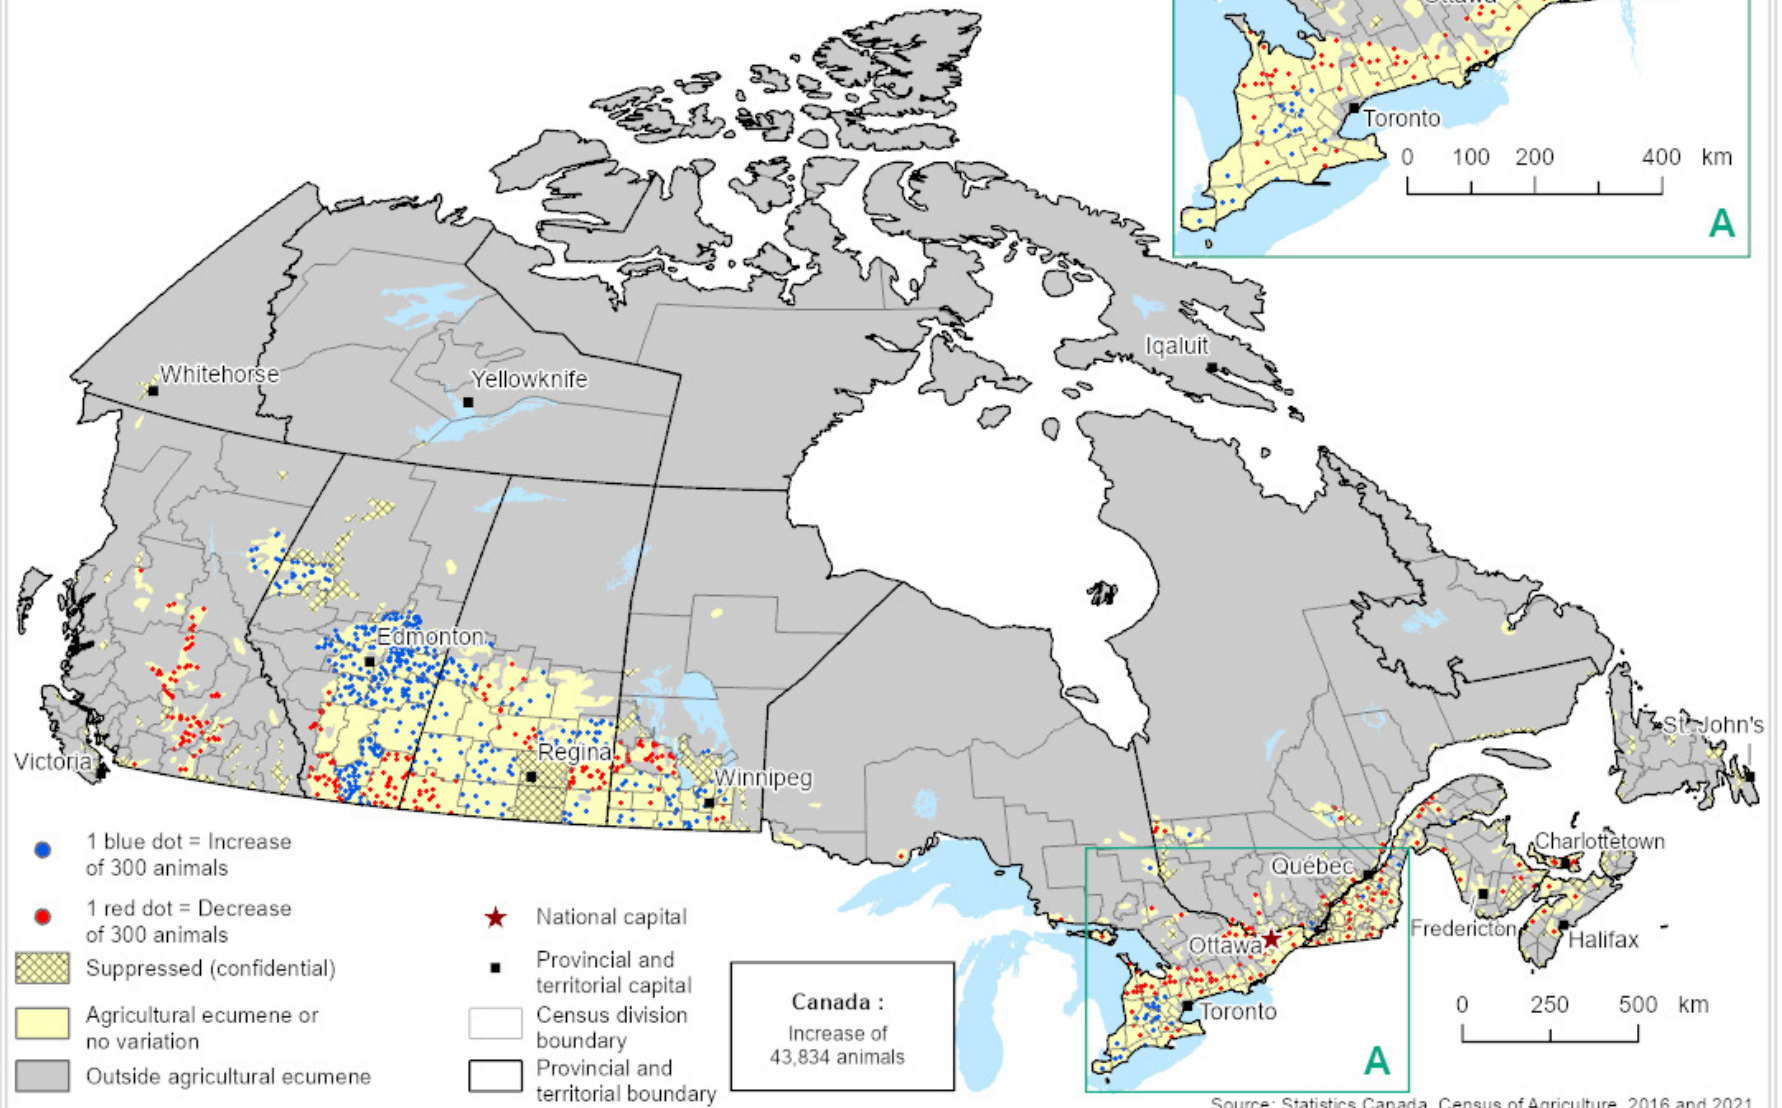 Ottawa
Toronto
0 100 200 400 km
A
Whitehorse
Yellowknife
Iqaluit
Edmonton
Regina
Winnipeg
Victoria
St. John's
Charlottetown
Québec
Fredericton
Halifax
Ottawa
Toronto
A
0 250 500 km
1 blue dot = Increase
of 300 animals
1 red dot = Decrease
of 300 animals
Suppressed (confidential)
Agricultural ecumene or
no variation
Outside agricultural ecumene
National capital
Provincial and
territorial capital
Census division
boundary
Provincial and
territorial boundary
Canada :
Increase of
43,834 animals
Source: Statistics Canada, Census of Agriculture, 2016 and 2021